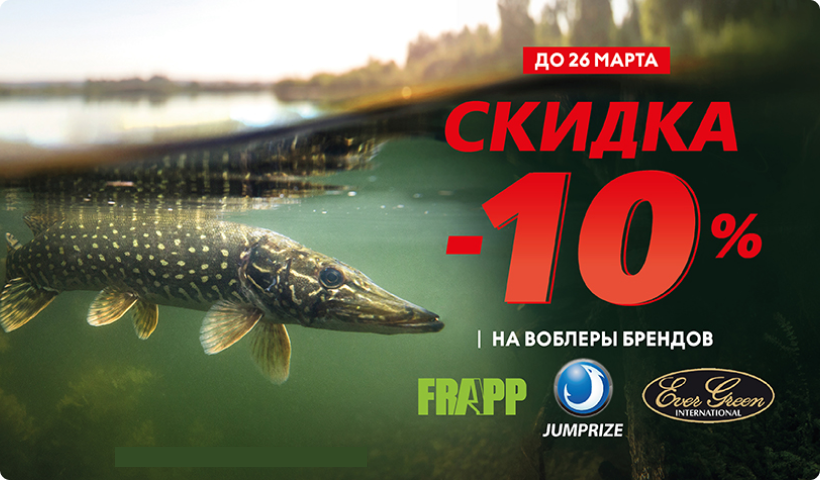 ДО 26 МАРТА
СКИДКА
-10%
| НА ВОБЛЕРЫ БРЕНДОВ
FRAPP
JUMPRIZE
Ever Green
INTERNATIONAL